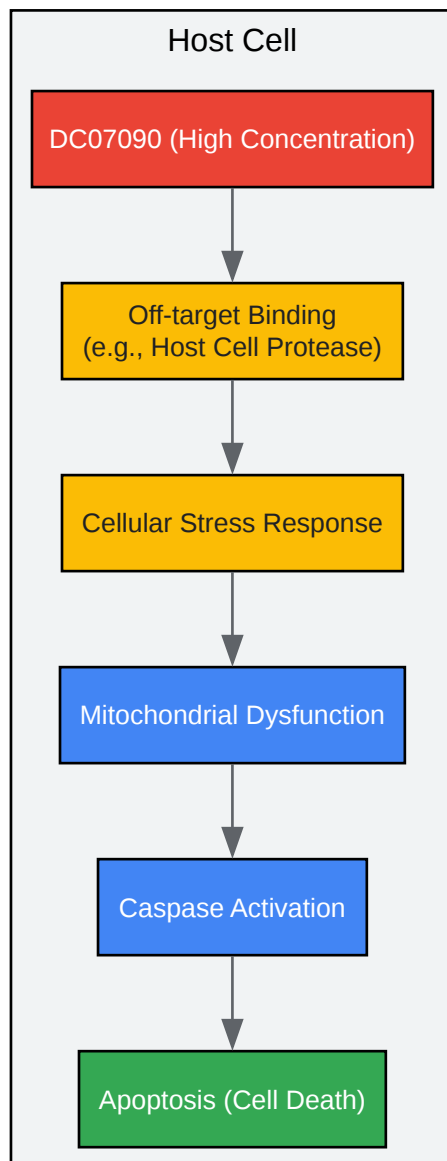 Host Cell
DC07090 (High Concentration)
Off-target Binding
(e.g., Host Cell Protease)
Cellular Stress Response
Mitochondrial Dysfunction
Caspase Activation
Apoptosis (Cell Death)